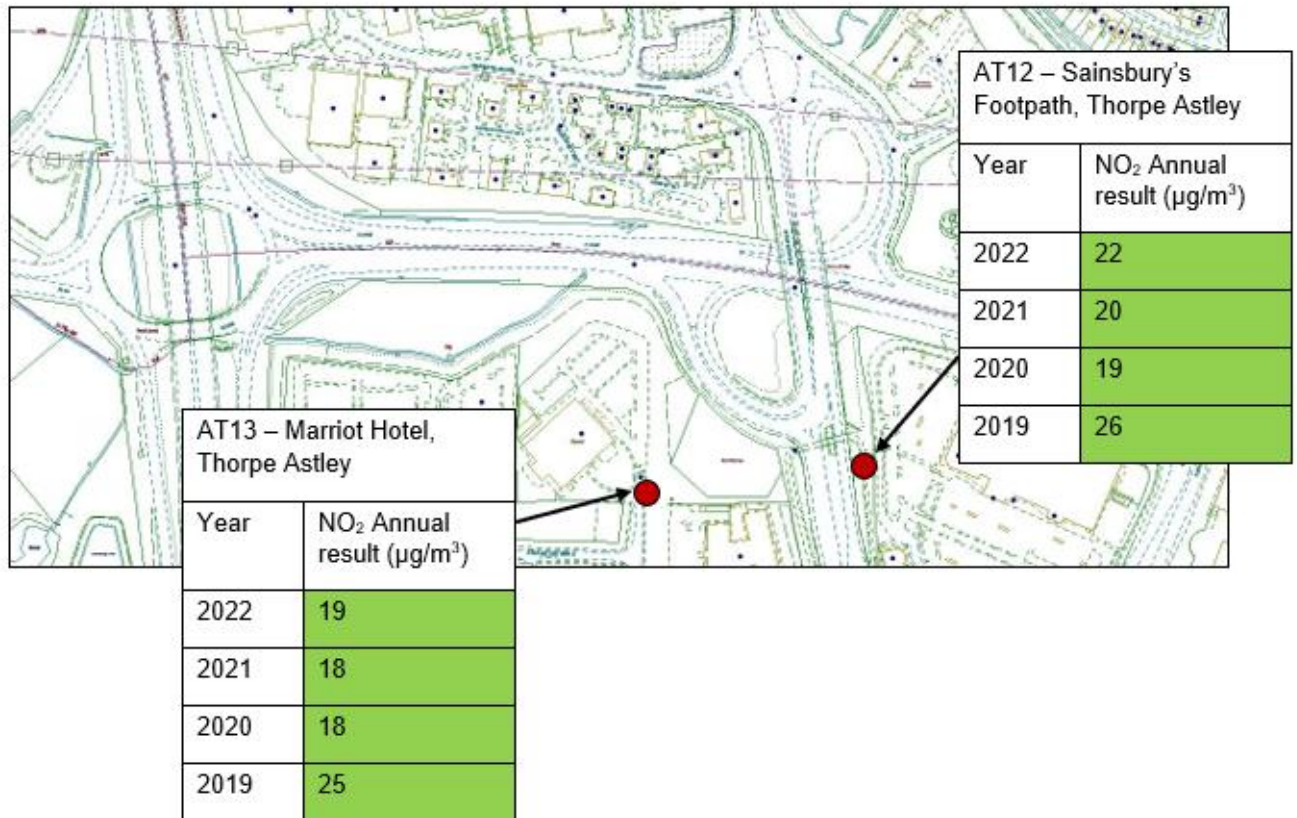 AT12 – Sainsbury's
Footpath, Thorpe Astley
Year
NO₂ Annual
result (µg/m³)
2022
22
2021
20
2020
19
2019
26
AT13 – Marriot Hotel,
Thorpe Astley
Year
NO₂ Annual
result (µg/m³)
2022
19
2021
18
2020
18
2019
25